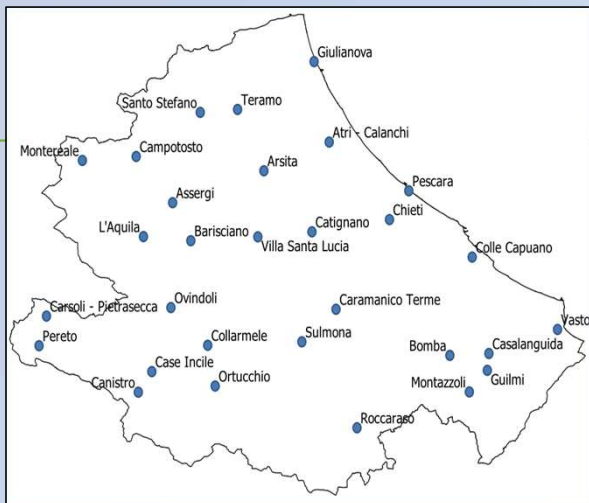 Giulianova
Santo Stefano
Teramo
Atri - Calanchi
Montereale
Campotosto
Arsita
Assergi
Pescara
Chieti
L'Aquila
Barisciano
Villa Santa Lucia
Catignano
Colle Capuano
Carsoli - Pietrasecca
Ovindoli
Caramanico Terme
Vasto
Pereto
Collarmele
Sulmona
Bomba
Casalanguida
Case Incile
Canistro
Ortucchio
Montazzoli
Guilmi
Roccaraso